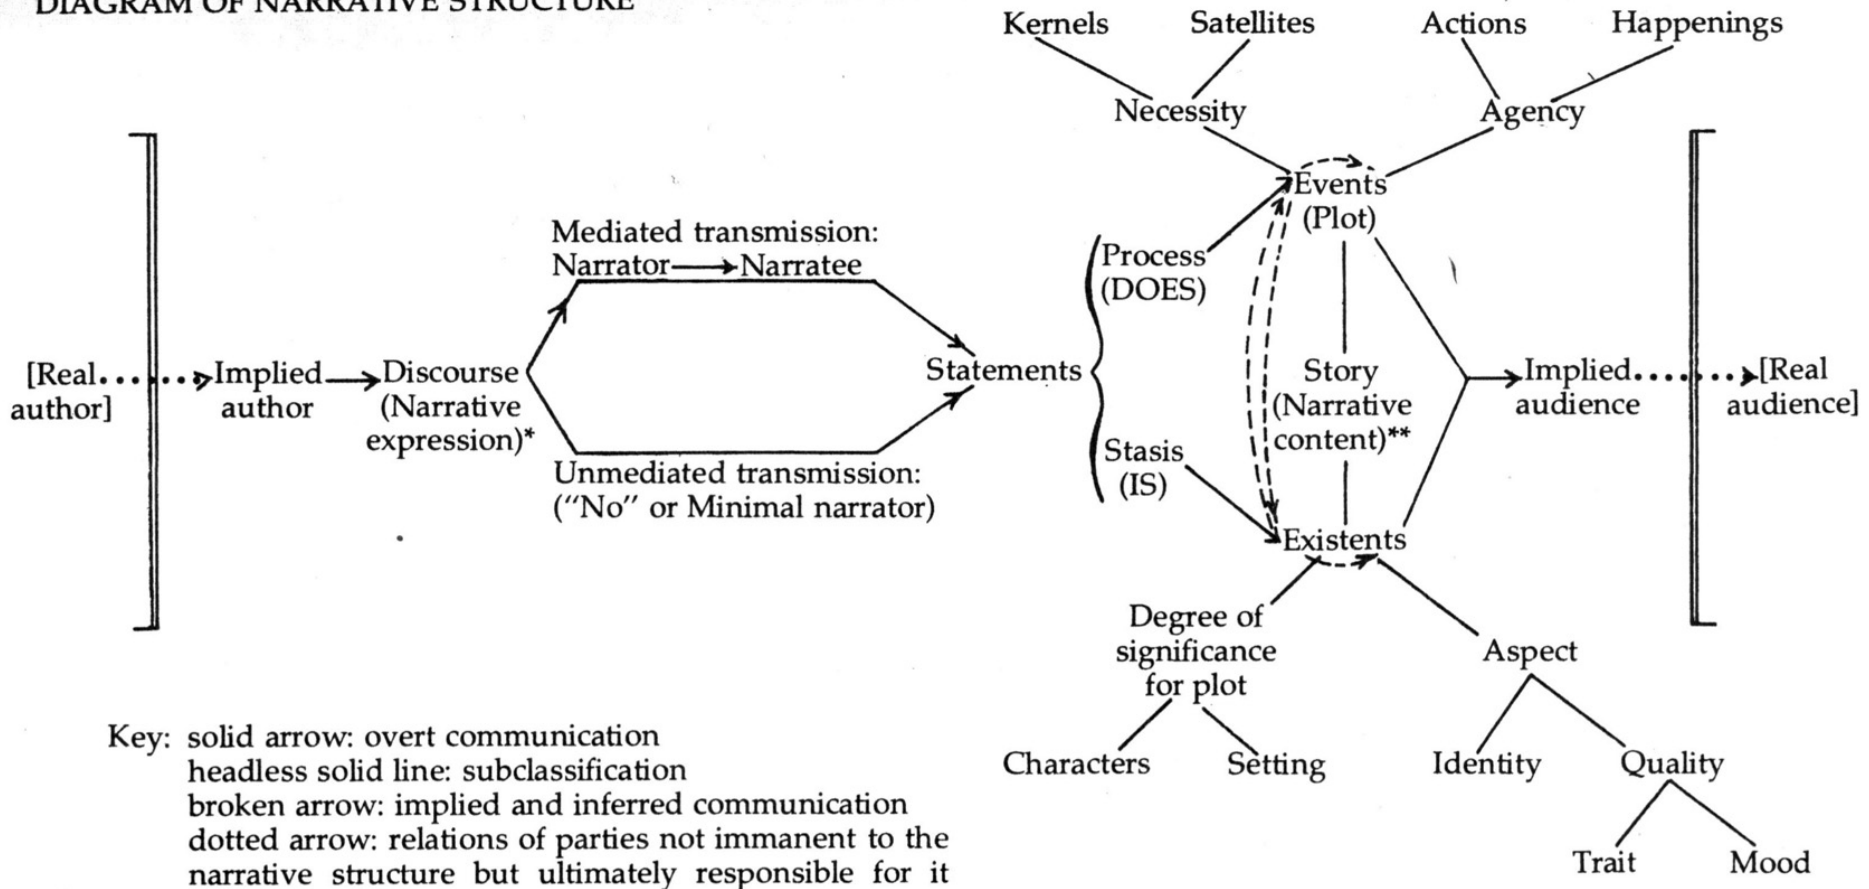 DIAGRAM OF NARRATIVE STRUCTURE
Kernels Satellites Actions Happenings
Necessity Agency
Events
(Plot)
Mediated transmission:
Narrator Narratee
Process
(DOES)
[Real
author]
Implied
author
Discourse
(Narrative
expression)*
Statements
Story
(Narrative
content)**
Implied
audience
[Real
audience]
Stasis
(IS)
Unmediated transmission:
("No" or Minimal narrator)
Existents
Degree of
significance
for plot
Aspect
Characters Setting Identity Quality
Trait Mood
Key: solid arrow: overt communication
headless solid line: subclassification
broken arrow: implied and inferred communication
dotted arrow: relations of parties not immanent to the
narrative structure but ultimately responsible for it